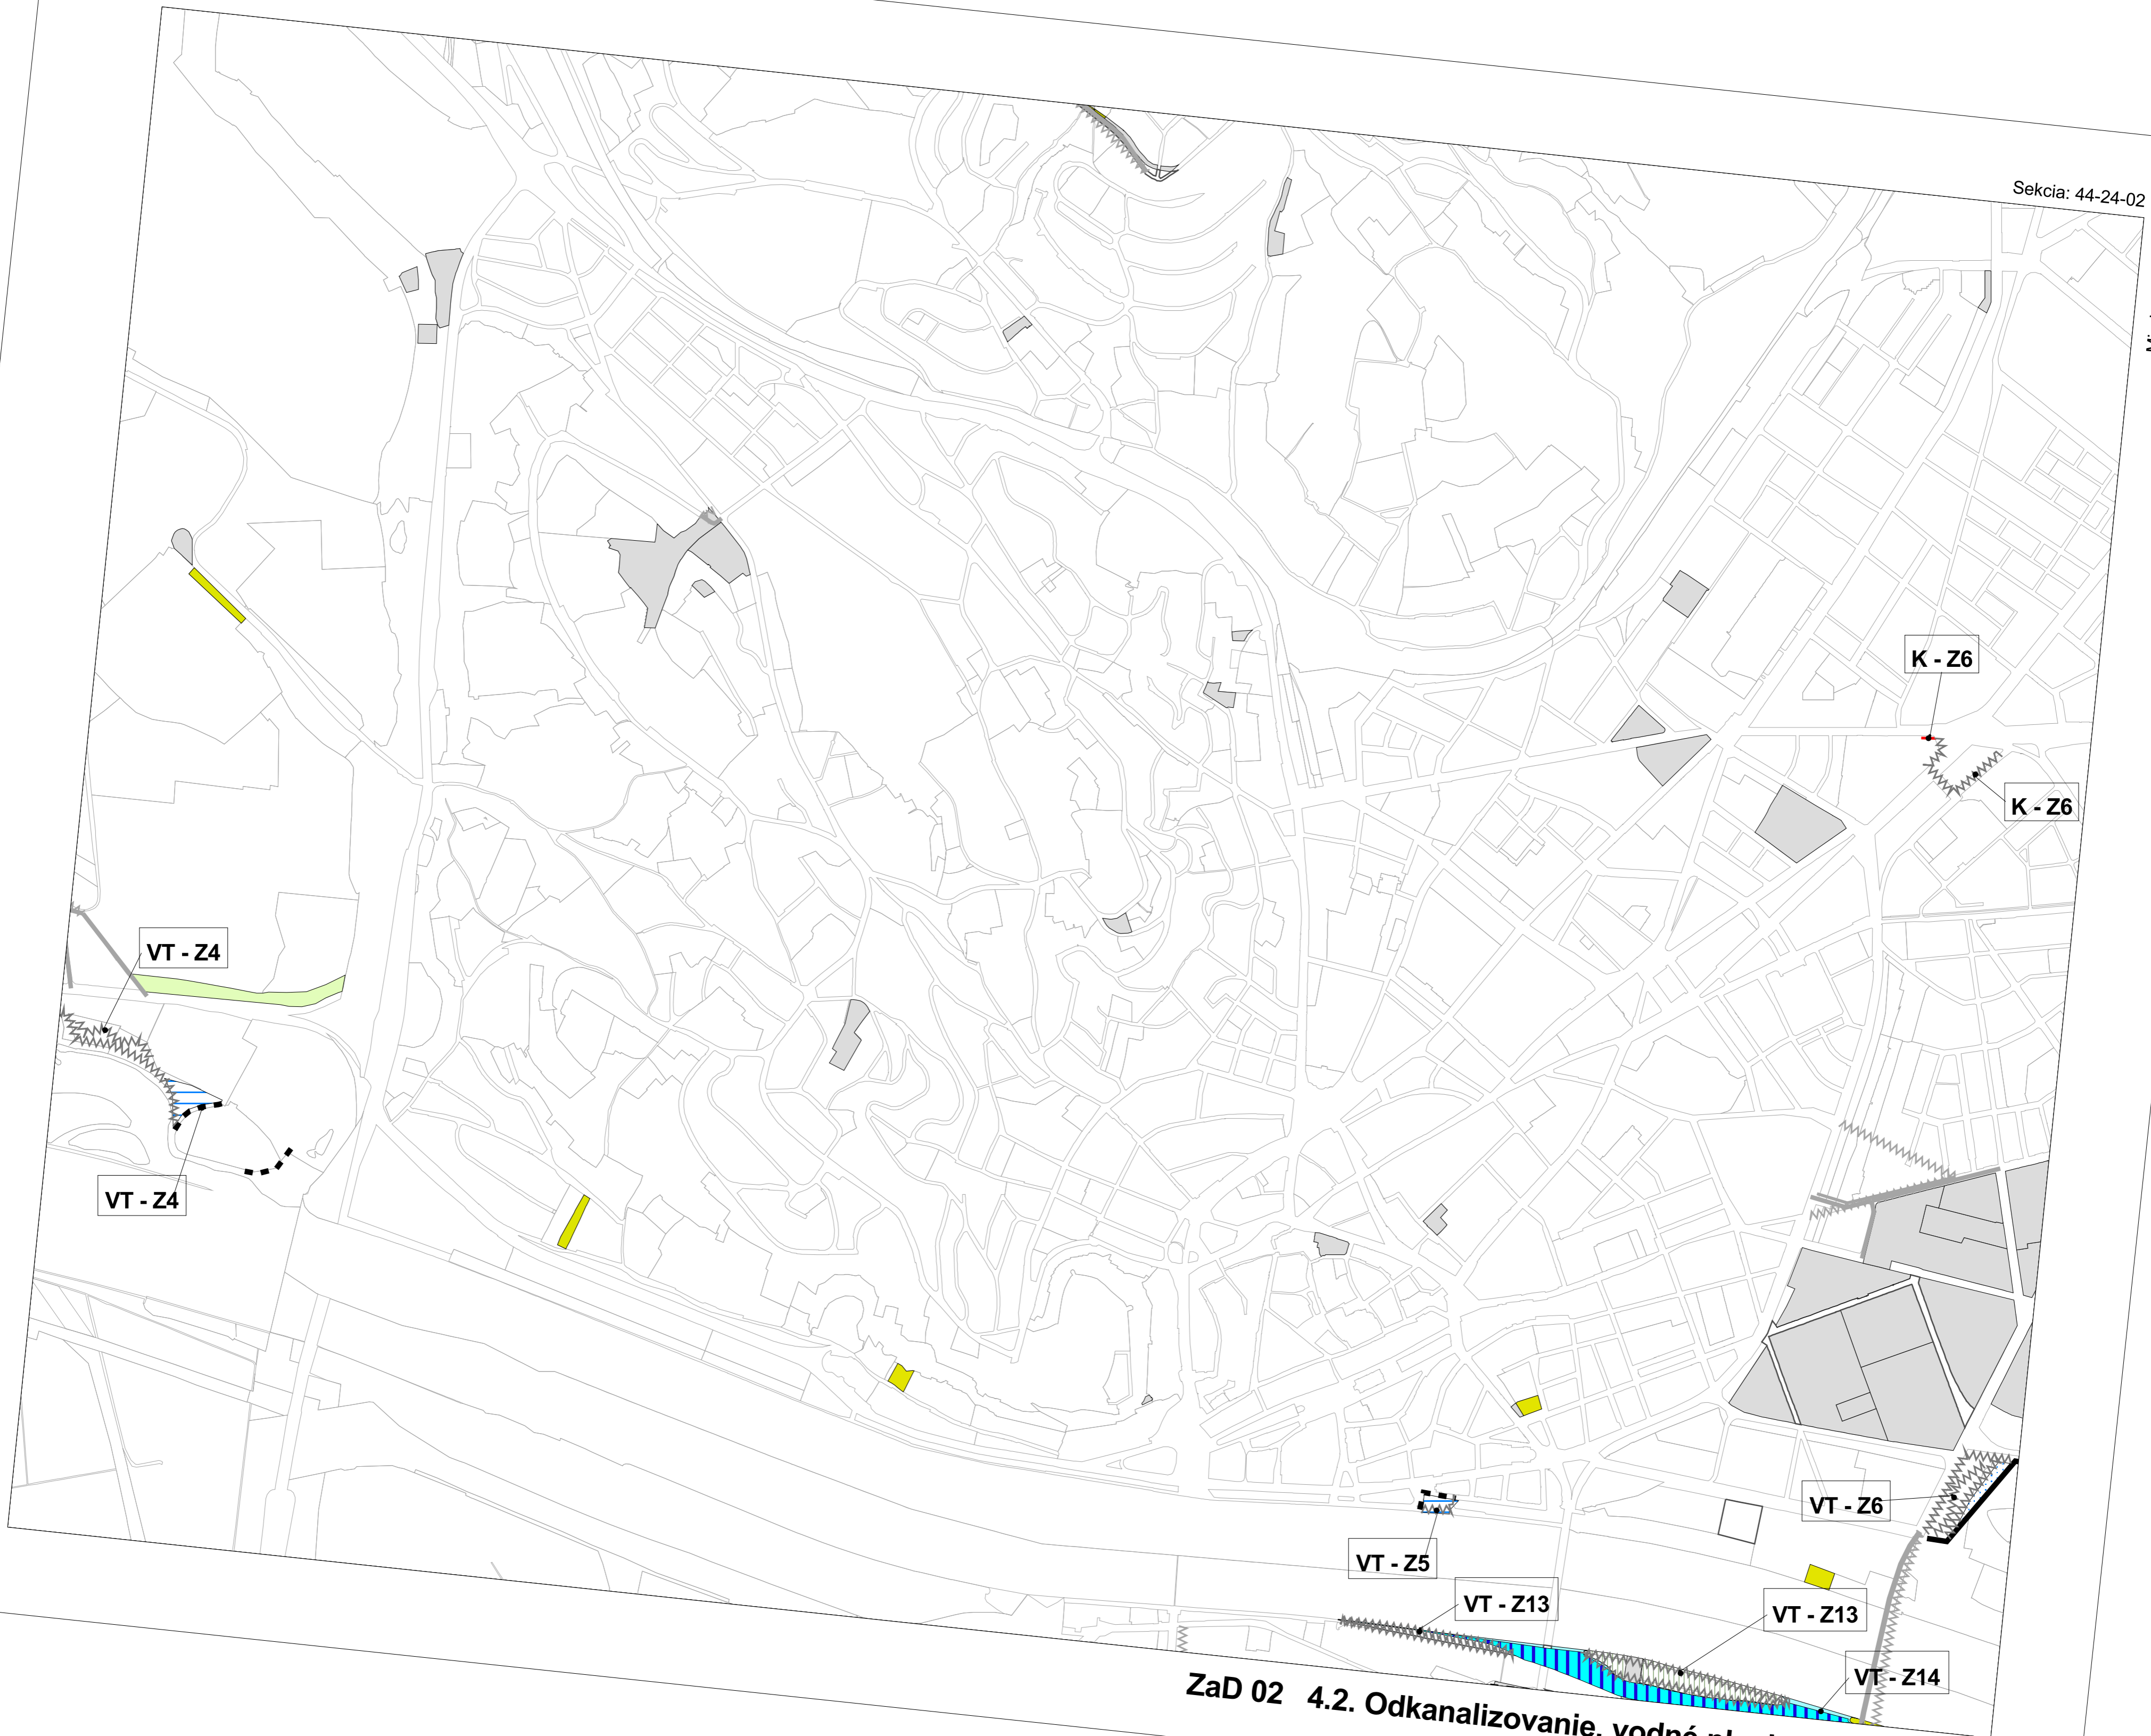 Sekcia: 44-24-02
K - Z6
K - Z6
VT - Z4
VT - Z4
VT - Z6
VT - Z5
VT - Z13
VT - Z13
VT - Z14
ZaD 02 4.2. Odkanalizovanie, vodné